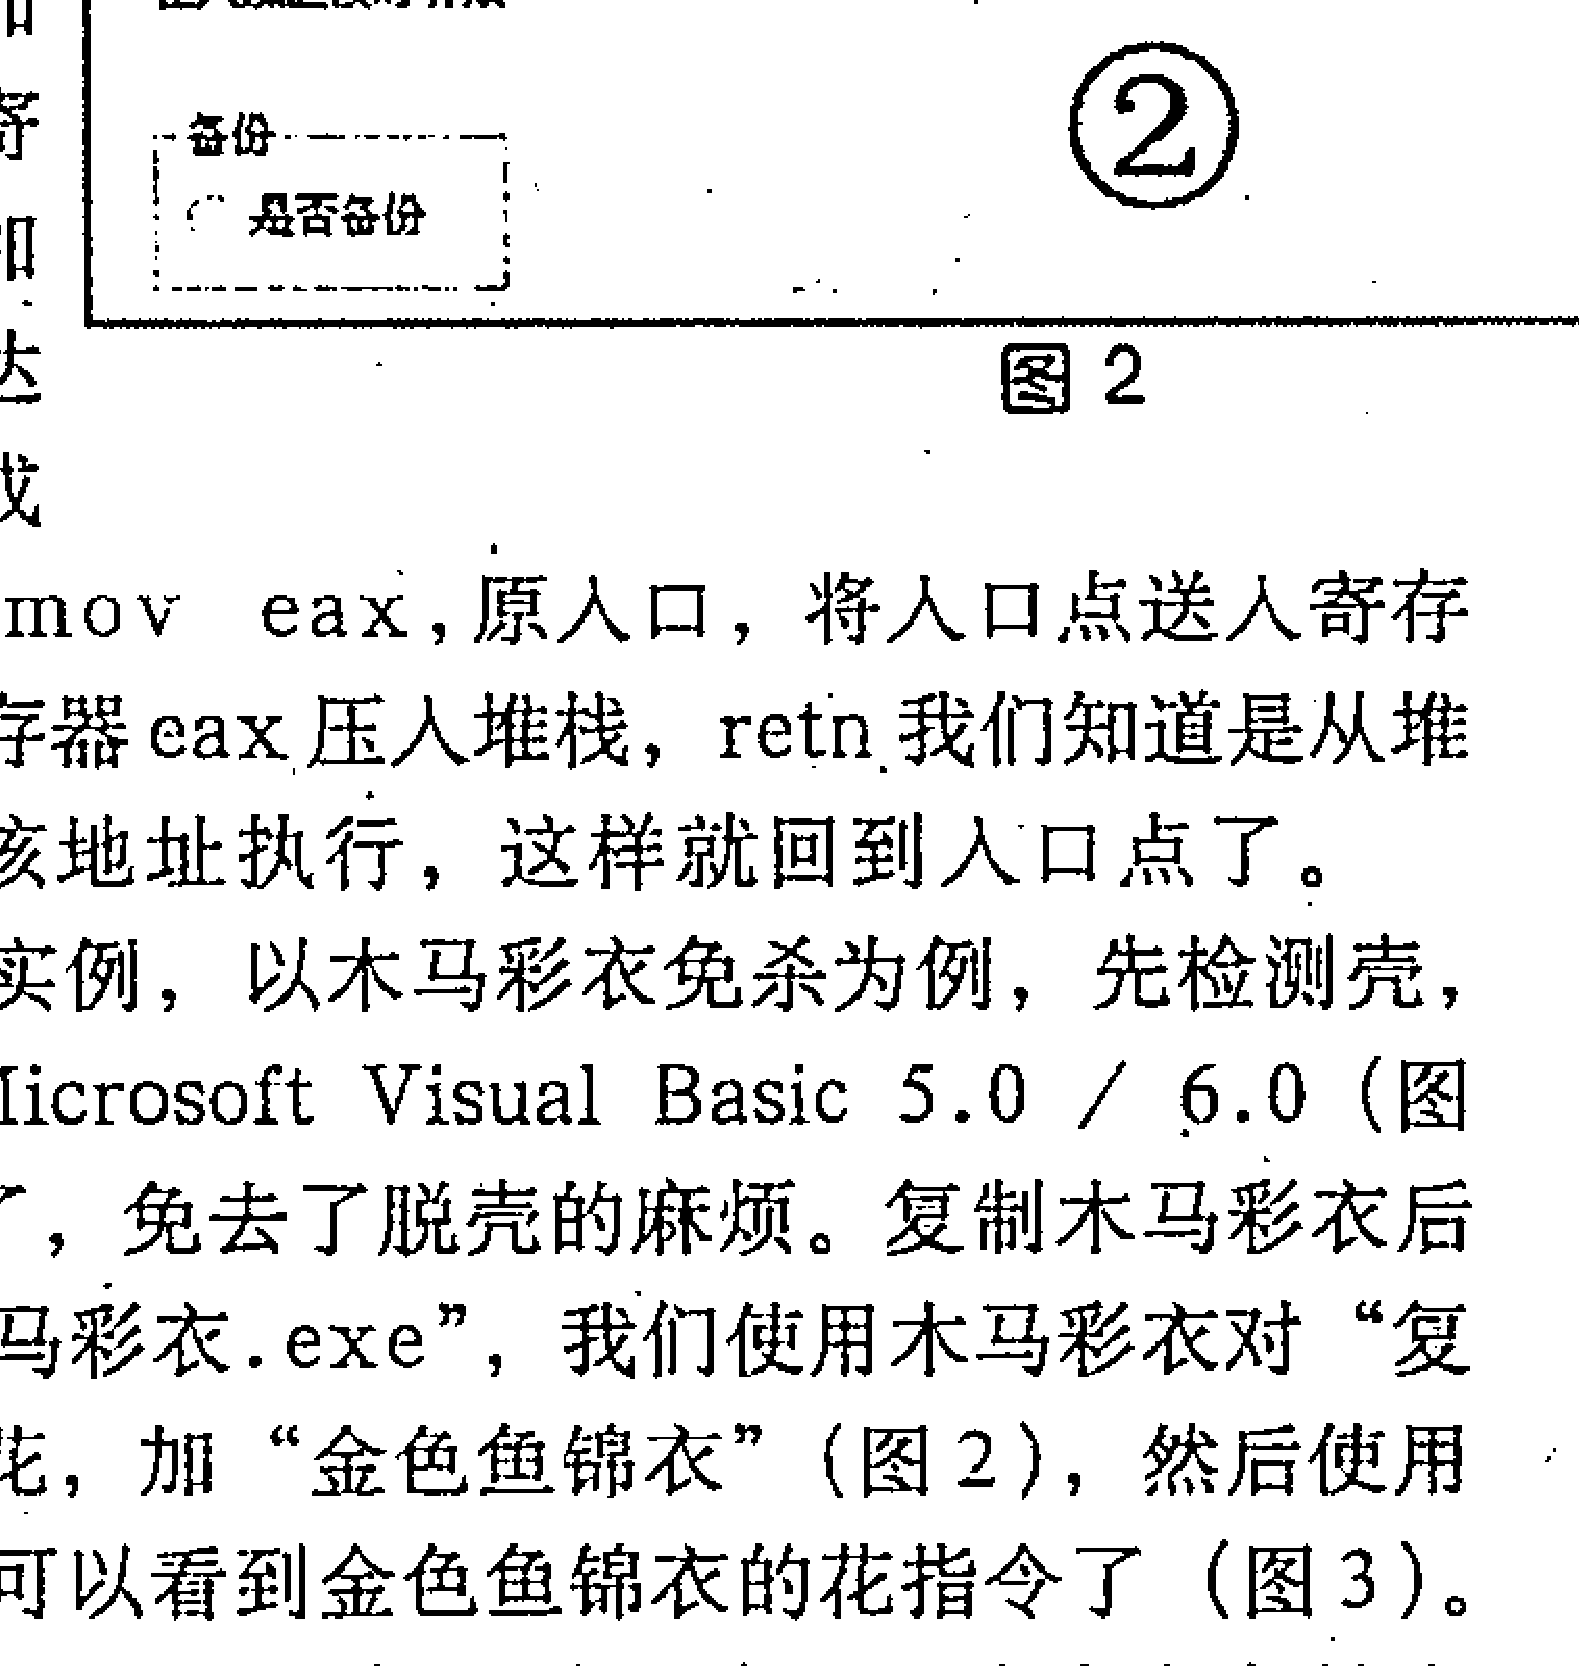 ②
备份
是否备份
图 2
mov eax,原入口，将入口点送入寄存
存器 eax 压入堆栈，retn 我们知道是从堆
该地址执行，这样就回到入口点了。
实例，以木马彩衣免杀为例，先检测壳，
Microsoft Visual Basic 5.0 / 6.0（图
了，免去了脱壳的麻烦。复制木马彩衣后
马彩衣.exe”，我们使用木马彩衣对“复
花，加“金色鱼锦衣”（图 2），然后使用
可以看到金色鱼锦衣的花指令了（图 3）。